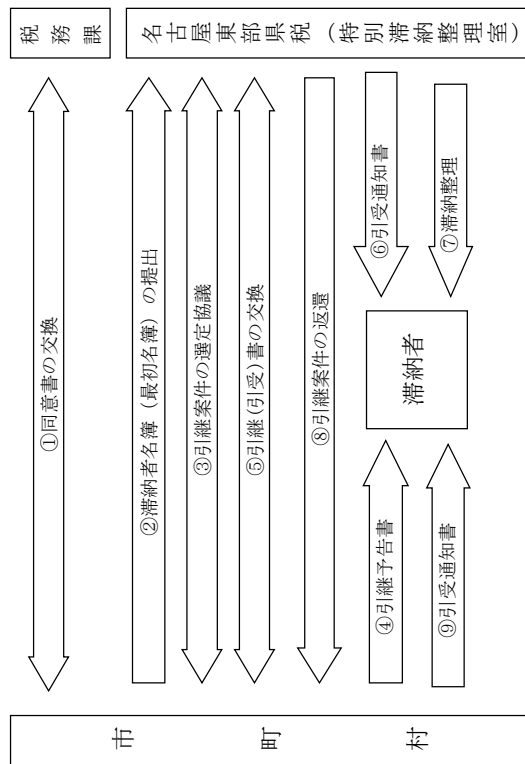 税務課
名古屋東部県税（特別滞納整理室）
①同意書の交換
②滞納者名簿（最初名簿）の提出
③引継案件の選定協議
⑤引継(引受)書の交換
⑧引継案件の返還
⑥引受通知書
⑦滞納整理
滞納者
④引継予告書
⑨引受通知書
市町村